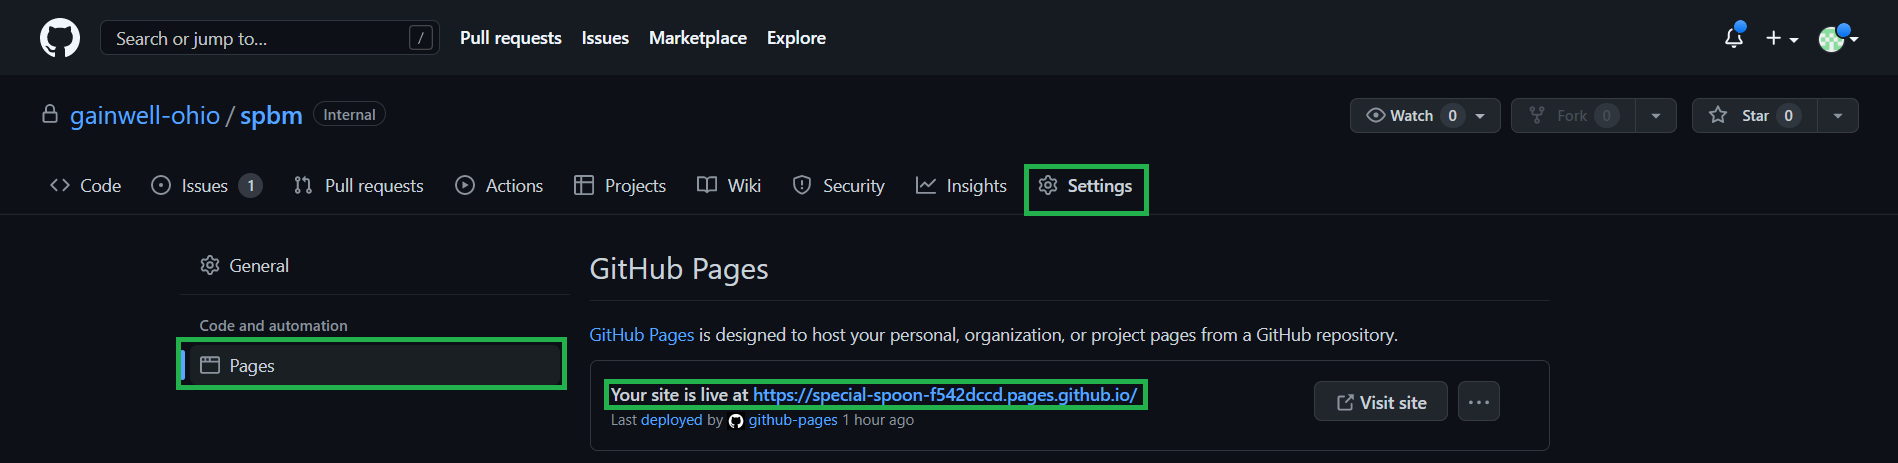 Search or jump to... / Pull requests Issues Marketplace Explore
gainwell-ohio / spbm Internal Watch 0 Fork 0 Star 0
Code Issues 1 Pull requests Actions Projects Wiki Security Insights Settings
General
Code and automation
Pages
GitHub Pages
GitHub Pages is designed to host your personal, organization, or project pages from a GitHub repository.
Your site is live at https://special-spoon-f542dccd.pages.github.io/
Last deployed by github-pages 1 hour ago
Visit site ...